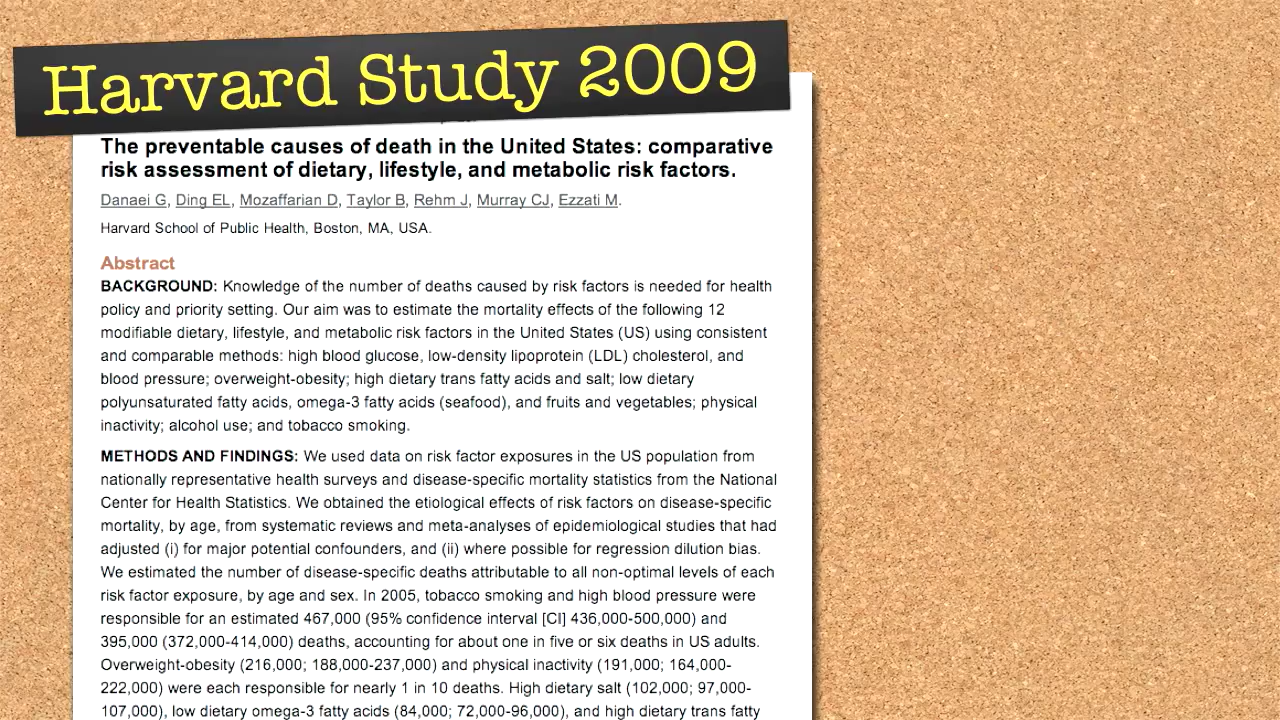 Harvard Study 2009
The preventable causes of death in the United States: comparative
risk assessment of dietary, lifestyle, and metabolic risk factors.
Danaei G, Ding EL, Mozaffarian D, Taylor B, Rehm J, Murray CJ, Ezzati M.
Harvard School of Public Health, Boston, MA, USA.
Abstract
BACKGROUND: Knowledge of the number of deaths caused by risk factors is needed for health
policy and priority setting. Our aim was to estimate the mortality effects of the following 12
modifiable dietary, lifestyle, and metabolic risk factors in the United States (US) using consistent
and comparable methods: high blood glucose, low-density lipoprotein (LDL) cholesterol, and
blood pressure; overweight-obesity; high dietary trans fatty acids and salt; low dietary
polyunsaturated fatty acids, omega-3 fatty acids (seafood), and fruits and vegetables; physical
inactivity; alcohol use; and tobacco smoking.
METHODS AND FINDINGS: We used data on risk factor exposures in the US population from
nationally representative health surveys and disease-specific mortality statistics from the National
Center for Health Statistics. We obtained the etiological effects of risk factors on disease-specific
mortality, by age, from systematic reviews and meta-analyses of epidemiological studies that had
adjusted (i) for major potential confounders, and (ii) where possible for regression dilution bias.
We estimated the number of disease-specific deaths attributable to all non-optimal levels of each
risk factor exposure, by age and sex. In 2005, tobacco smoking and high blood pressure were
responsible for an estimated 467,000 (95% confidence interval [CI] 436,000-500,000) and
395,000 (372,000-414,000) deaths, accounting for about one in five or six deaths in US adults.
Overweight-obesity (216,000; 188,000-237,000) and physical inactivity (191,000; 164,000-
222,000) were each responsible for nearly 1 in 10 deaths. High dietary salt (102,000; 97,000-
107,000), low dietary omega-3 fatty acids (84,000; 72,000-96,000), and high dietary trans fatty